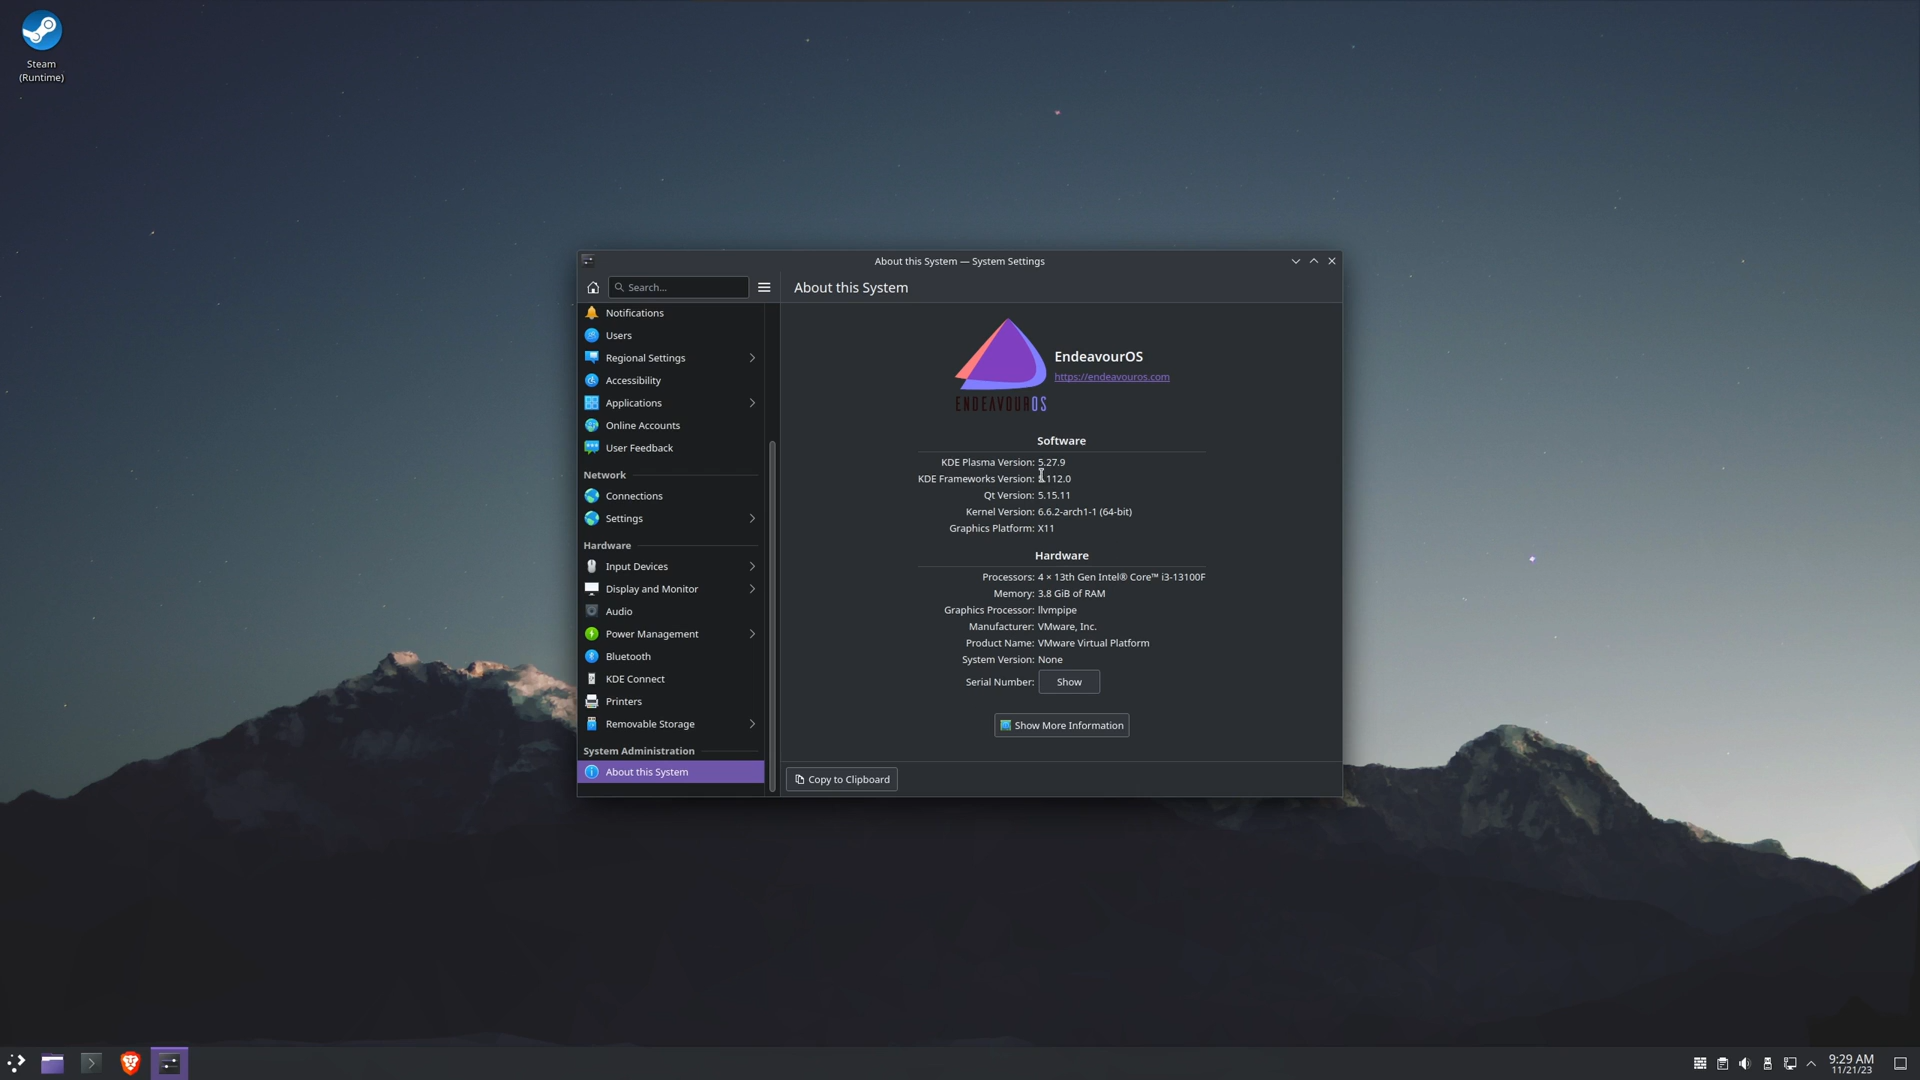 Steam
(Runtime)
About this System — System Settings
Search...
About this System
Notifications
Users
Regional Settings
Accessibility
Applications
Online Accounts
User Feedback
Network
Connections
Settings
Hardware
Input Devices
Display and Monitor
Audio
Power Management
Bluetooth
KDE Connect
Printers
Removable Storage
System Administration
About this System
ENDEAVOUROS
EndeavourOS
https://endeavouros.com
Software
KDE Plasma Version: 5.27.9
KDE Frameworks Version: .112.0
Qt Version: 5.15.11
Kernel Version: 6.6.2-arch1-1 (64-bit)
Graphics Platform: X11
Hardware
Processors: 4 × 13th Gen Intel® Core™ i3-13100F
Memory: 3.8 GiB of RAM
Graphics Processor: llvmpipe
Manufacturer: VMware, Inc.
Product Name: VMware Virtual Platform
System Version: None
Serial Number: Show
Show More Information
Copy to Clipboard
9:29 AM
11/21/23